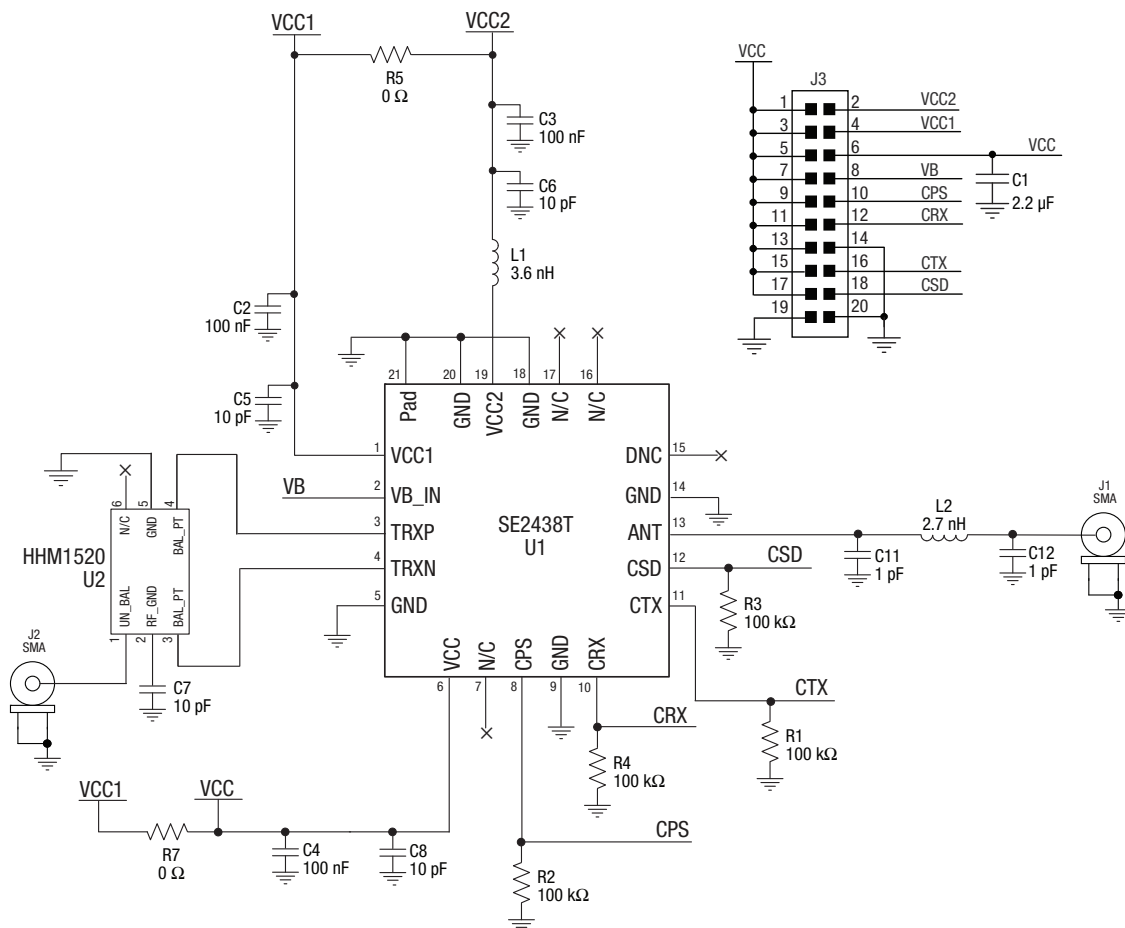 VCC1
VCC2
R5
0 Ω
C3
100 nF
C6
10 pF
L1
3.6 nH
C2
100 nF
C5
10 pF
VCC
J3
1
2
VCC2
3
4
VCC1
5
6
VCC
7
8
VB
9
10
CPS
11
12
CRX
13
14
15
16
CTX
17
18
CSD
19
20
C1
2.2 µF
21
20
19
18
17
16
Pad
GND
VCC2
GND
N/C
N/C
1
VCC1
VB
2
VB_IN
3
TRXP
4
TRXN
5
GND
SE2438T
U1
DNC
15
GND
14
ANT
13
CSD
12
CTX
11
VCC
N/C
CPS
GND
CRX
6
7
8
9
10
6
5
4
N/C
GND
BAL_PT
HHM1520
U2
UN_BAL
RF_GND
BAL_PT
1
2
3
J2
SMA
C7
10 pF
L2
2.7 nH
J1
SMA
C11
1 pF
C12
1 pF
CSD
R3
100 kΩ
CTX
R1
100 kΩ
CRX
R4
100 kΩ
CPS
R2
100 kΩ
VCC1
VCC
R7
0 Ω
C4
100 nF
C8
10 pF